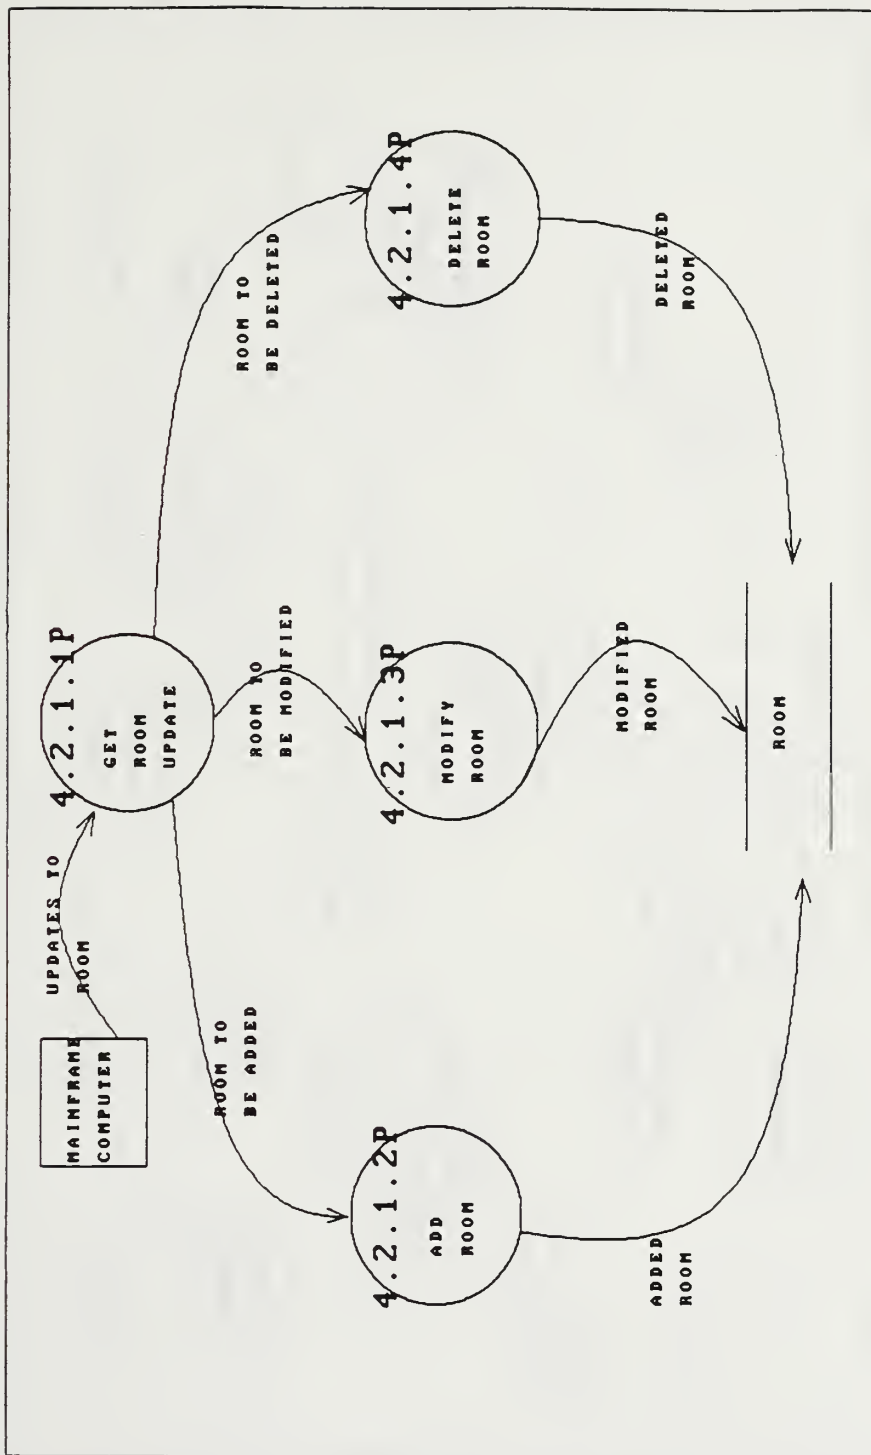 MAINFRAME
COMPUTER
UPDATES TO
ROOM
4.2.1.1P
GET
ROOM
UPDATE
ROOM TO
BE ADDED
ROOM TO
BE MODIFIED
ROOM TO
BE DELETED
4.2.1.2P
ADD
ROOM
4.2.1.3P
MODIFY
ROOM
4.2.1.4P
DELETE
ROOM
ADDED
ROOM
MODIFIED
ROOM
DELETED
ROOM
ROOM